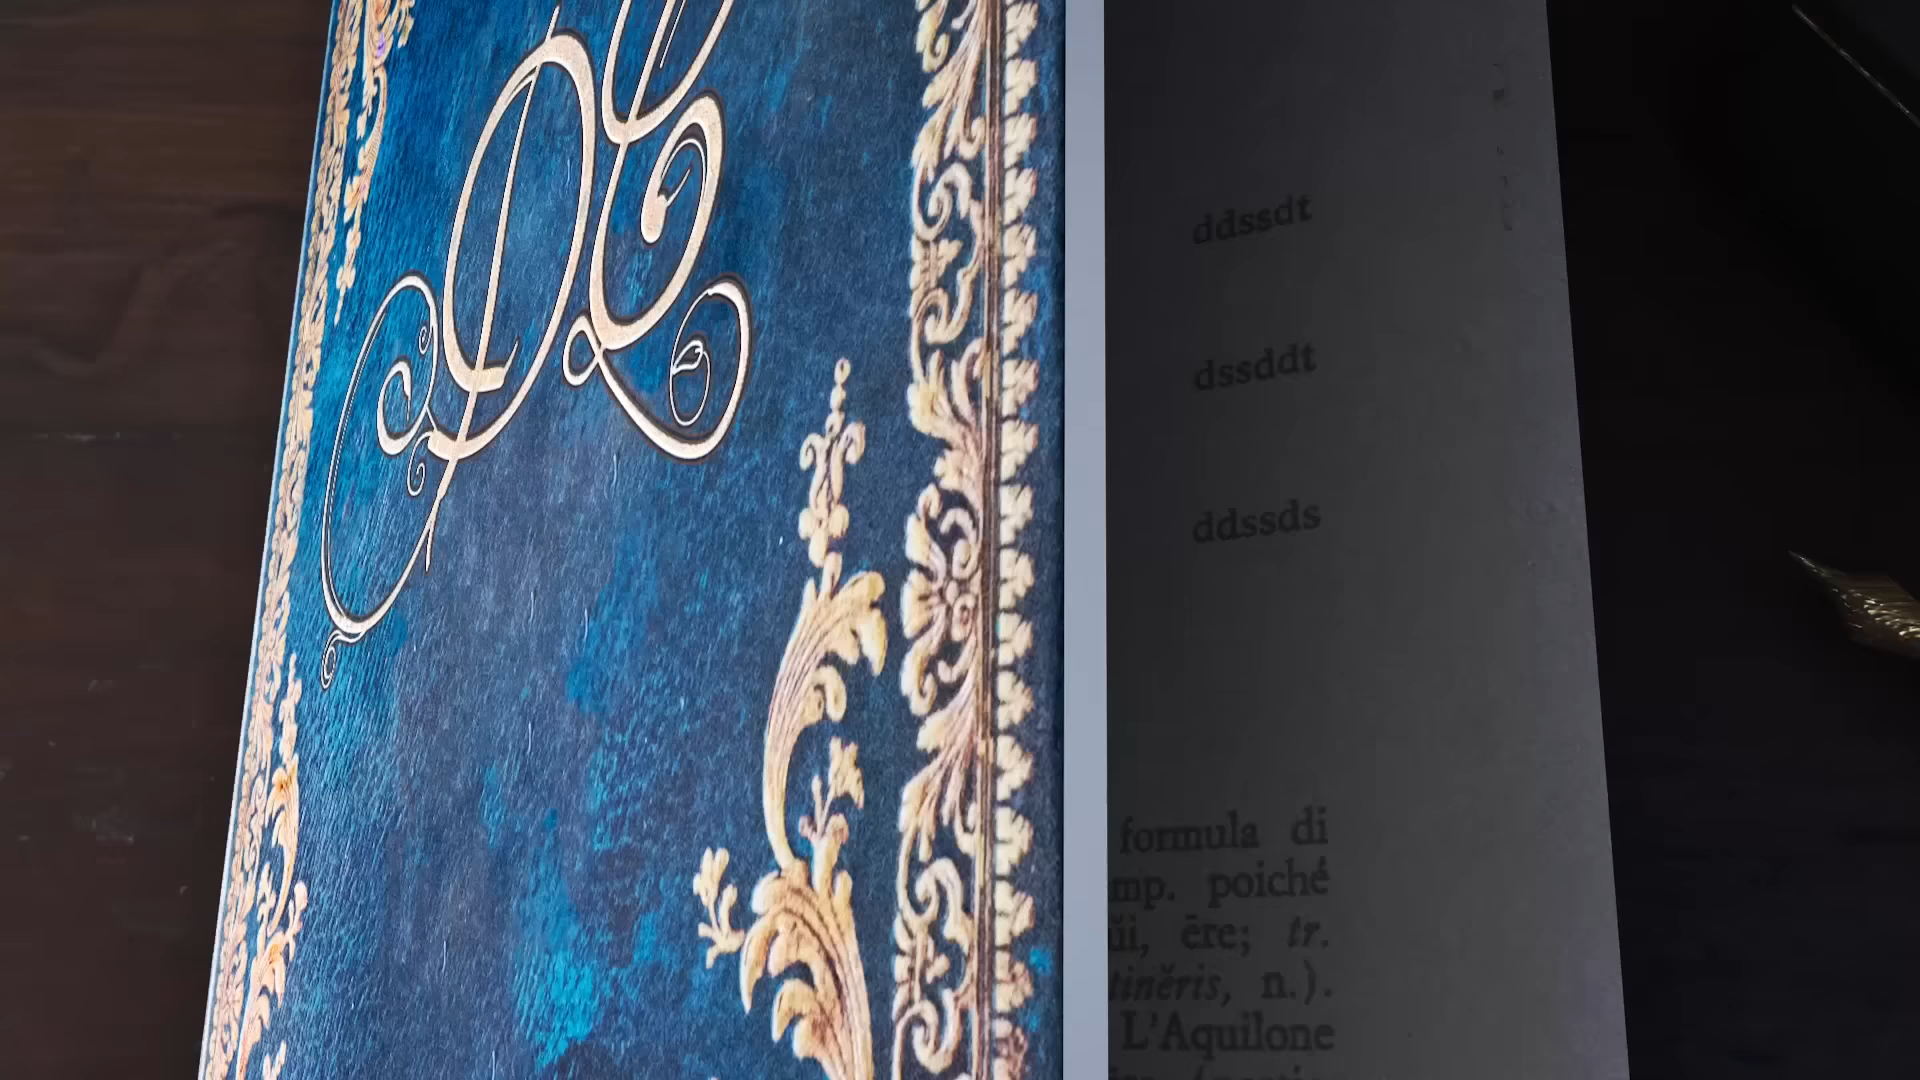 ddssdt
dssddt
ddssds
formula di
mp. poiché
ŭi, ēre; tr.
tinĕris, n.).
L'Aquilone